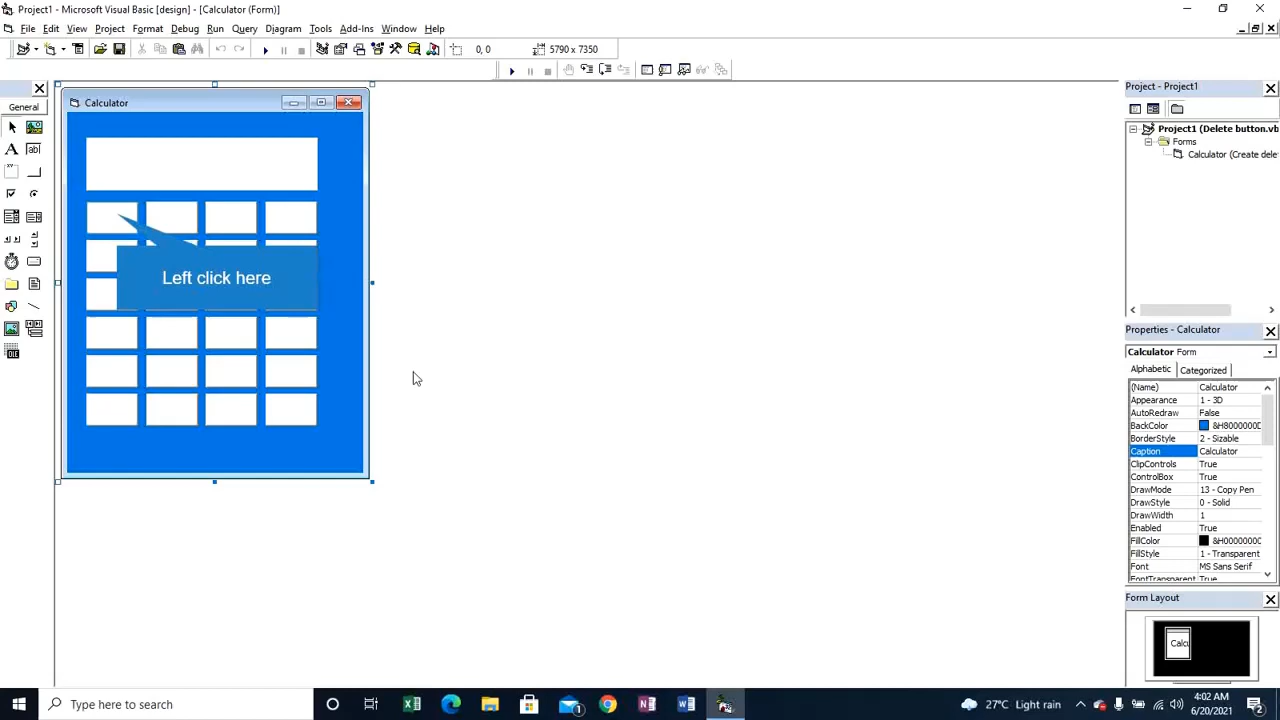 Project1 - Microsoft Visual Basic [design] - [Calculator (Form)]
File Edit View Project Format Debug Run Query Diagram Tools Add-Ins Window Help
0, 0 5790 x 7350
General
Calculator
Left click here
Project - Project1
Project1 (Delete button.vb
Forms
Calculator (Create dele
Properties - Calculator
Calculator Form
Alphabetic Categorized
(Name) Calculator
Appearance 1 - 3D
AutoRedraw False
BackColor &H8000000D
BorderStyle 2 - Sizable
Caption Calculator
ClipControls True
ControlBox True
DrawMode 13 - Copy Pen
DrawStyle 0 - Solid
DrawWidth 1
Enabled True
FillColor &H0000000C
FillStyle 1 - Transparent
Font MS Sans Serif
FontTransparent True
Form Layout
Calcu
Type here to search
27°C Light rain
4:02 AM
6/20/2021